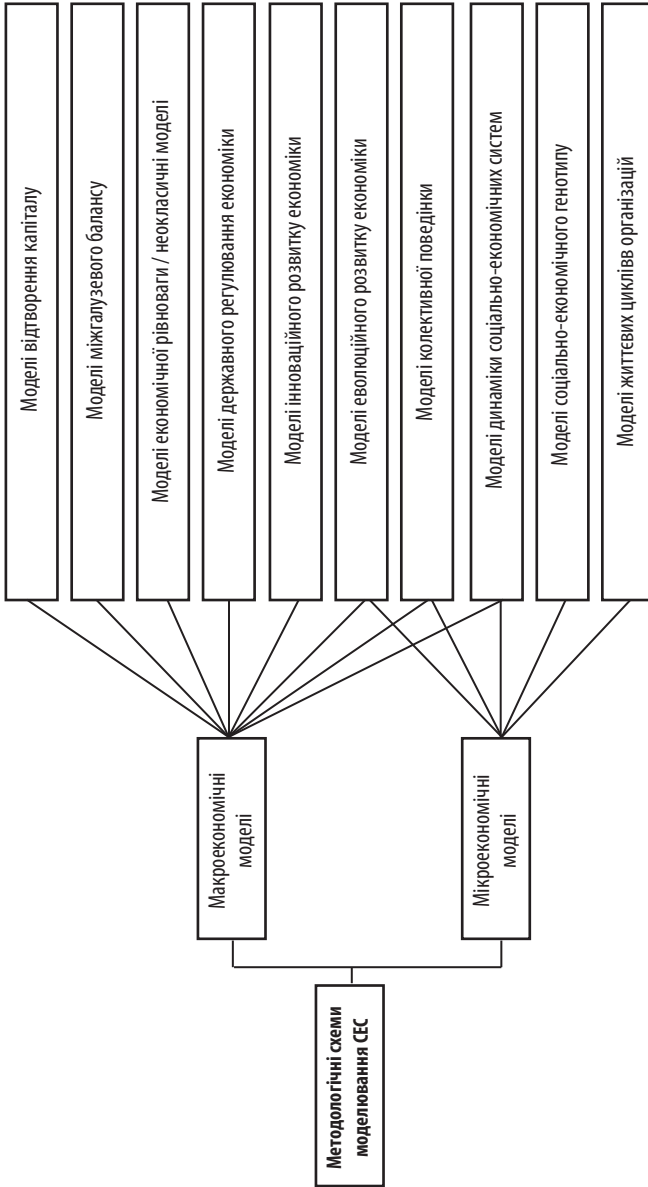 Методологічні схеми
моделювання СЕС
Макроекономічні
моделі
Мікроекономічні
моделі
Моделі відтворення капіталу
Моделі міжгалузевого балансу
Моделі економічної рівноваги / неокласичні моделі
Моделі державного регулювання економіки
Моделі інноваційного розвитку економіки
Моделі еволюційного розвитку економіки
Моделі колективної поведінки
Моделі динаміки соціально-економічних систем
Моделі соціально-економічного генотипу
Моделі життєвих циклівв організацій